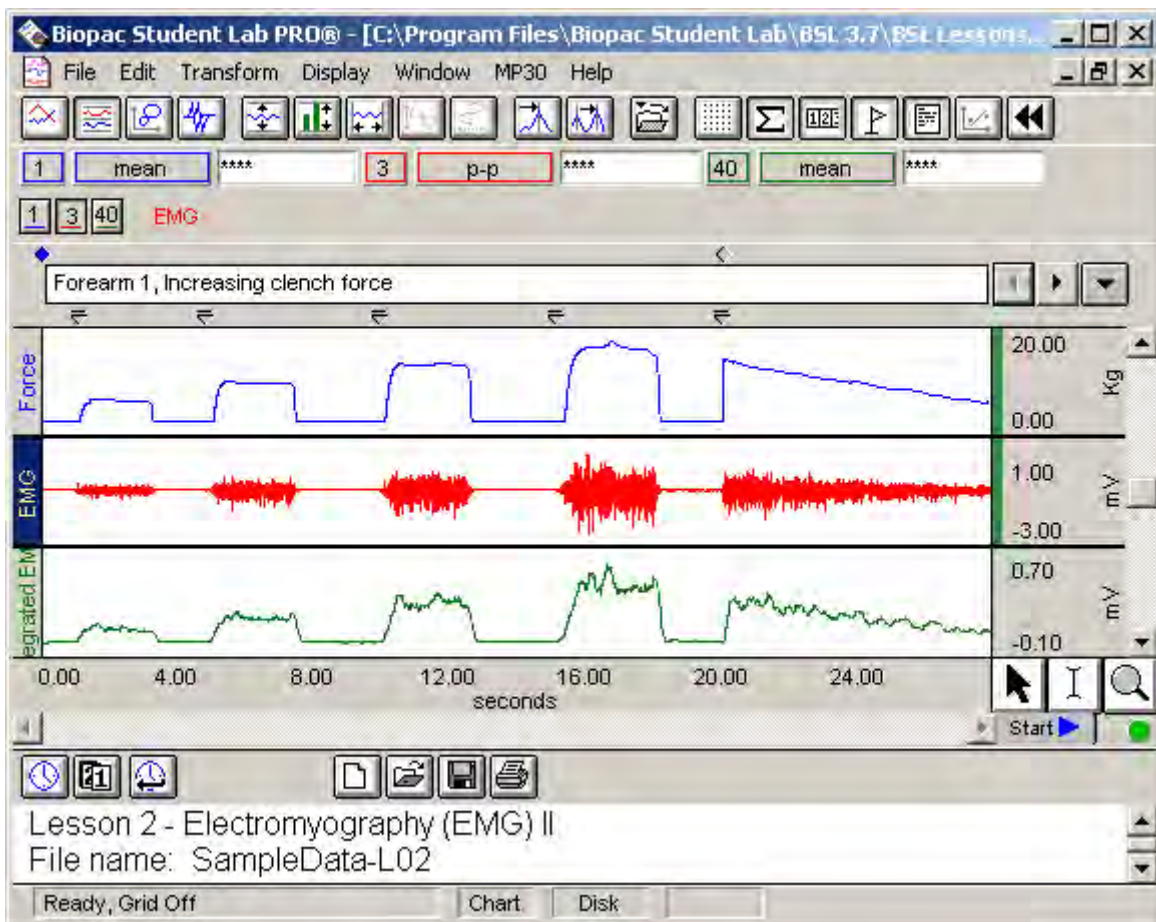 Biopac Student Lab PRO® - [C:\Program Files\Biopac Student Lab\BSL 3.7\BSL Lessons,
File Edit Transform Display Window MP30 Help
1 mean **** 3 p-p **** 40 mean ****
1 3 40 EMG
Forearm 1, Increasing clench force
Force
20.00
Kg
0.00
EMG
1.00
mV
-3.00
egrated EM
0.70
mV
-0.10
0.00 4.00 8.00 12.00 16.00 20.00 24.00
seconds
Start
Lesson 2 - Electromyography (EMG) II
File name: SampleData-L02
Ready, Grid Off Chart Disk